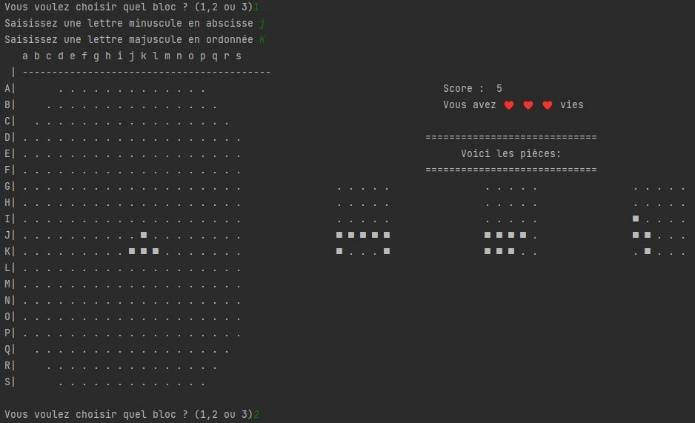 Vous voulez choisir quel bloc ? (1,2 ou 3)1
Saisissez une lettre minuscule en abscisse j
Saisissez une lettre majuscule en ordonnée K
a b c d e f g h i j k l m n o p q r s
| ------------------------------------------
A|      . . . . . . . . . . . . .      Score :  5
B|    . . . . . . . . . . . . . . .      Vous avez ♥ ♥ ♥ vies
C|  . . . . . . . . . . . . . . . . .
D| . . . . . . . . . . . . . . . . . . .      =============================
E| . . . . . . . . . . . . . . . . . . .      Voici les pièces:
F| . . . . . . . . . . . . . . . . . . .      =============================
G| . . . . . . . . . . . . . . . . . . .      . . . . .      . . . . .      . . . . .
H| . . . . . . . . . . . . . . . . . . .      . . . . .      . . . . .      . . . . .
I| . . . . . . . . . . . . . . . . . . .      . . . . .      . . . . .      ■ . . . .
J| . . . . . . . . . . ■ . . . . . . . .      ■ ■ ■ ■ ■      ■ ■ ■ ■ .      ■ ■ . . .
K| . . . . . . . . . ■ ■ ■ . . . . . . .      ■ . . . ■      ■ ■ ■ . .      . ■ . . .
L| . . . . . . . . . . . . . . . . . . .
M| . . . . . . . . . . . . . . . . . . .
N| . . . . . . . . . . . . . . . . . . .
O| . . . . . . . . . . . . . . . . . . .
P| . . . . . . . . . . . . . . . . . . .
Q|  . . . . . . . . . . . . . . . . .
R|    . . . . . . . . . . . . . . .
S|      . . . . . . . . . . . . .
Vous voulez choisir quel bloc ? (1,2 ou 3)2